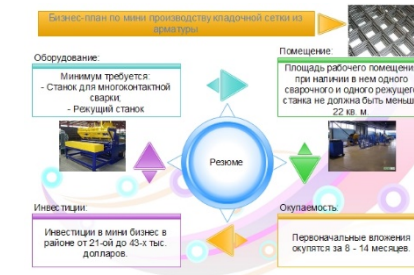 Бизнес-план по мини производству кладочной сетки из
арматуры
Оборудование:
Минимум требуется:
- Станок для многоконтактной
сварки;
- Режущий станок
Помещение:
Площадь рабочего помещения
при наличии в нем одного
сварочного и одного режущего
станка не должна быть меньш
22 кв. м.
Резюме
Инвестиции:
Инвестиции в мини бизнес в
районе от 21-ой до 43-х тыс.
долларов.
Окупаемость:
Первоначальные вложения
окупятся за 8 - 14 месяцев.